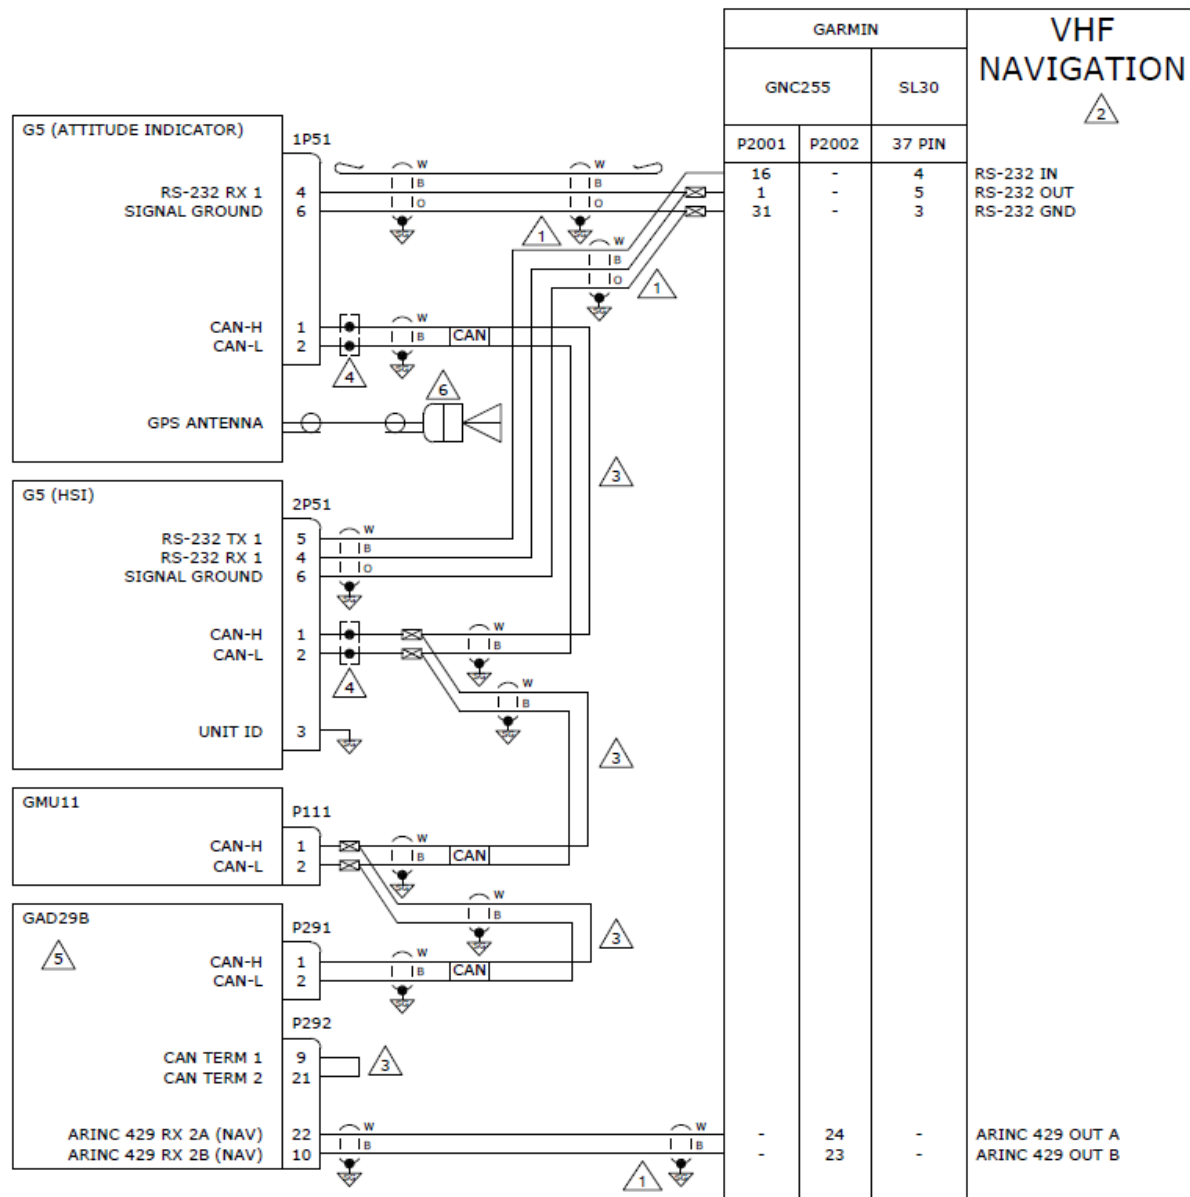 GARMIN
VHF
NAVIGATION
GNC255 SL30
2
P2001 P2002 37 PIN
G5 (ATTITUDE INDICATOR)
1P51
W
W
16 - 4 RS-232 IN
RS-232 RX 1 4 B B 1 - 5 RS-232 OUT
SIGNAL GROUND 6 O O 31 - 3 RS-232 GND
1
W
B
O
1
CAN-H 1 W
CAN-L 2 B CAN
4
6
GPS ANTENNA
3
G5 (HSI)
2P51
RS-232 TX 1 5 W
RS-232 RX 1 4 B
SIGNAL GROUND 6 O
CAN-H 1 W
CAN-L 2 B
4
W
B
UNIT ID 3
3
GMU11
P111
CAN-H 1 W
CAN-L 2 B CAN
W
B
3
GAD29B
5
P291
CAN-H 1 W
CAN-L 2 B CAN
P292
CAN TERM 1 9
CAN TERM 2 21
3
ARINC 429 RX 2A (NAV) 22 W W - 24 - ARINC 429 OUT A
ARINC 429 RX 2B (NAV) 10 B B - 23 - ARINC 429 OUT B
1